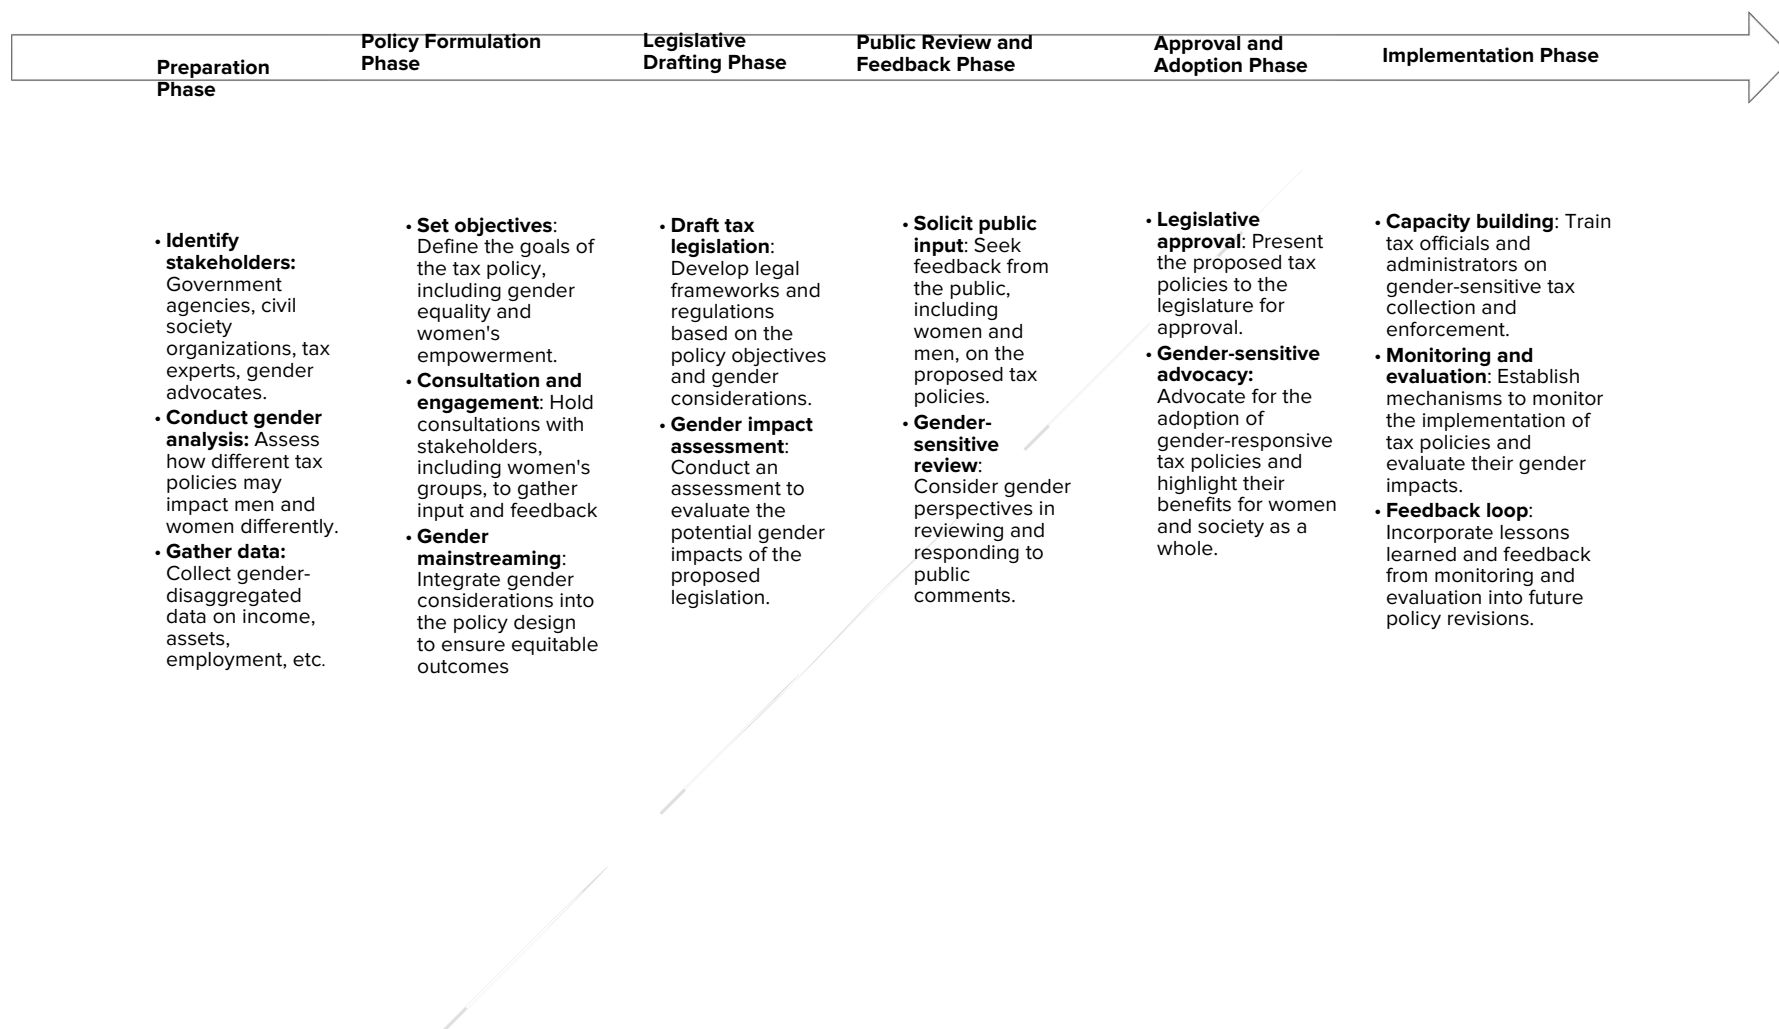 Preparation
Phase
Policy Formulation
Phase
Legislative
Drafting Phase
Public Review and
Feedback Phase
Approval and
Adoption Phase
Implementation Phase
• Identify
stakeholders:
Government
agencies, civil
society
organizations, tax
experts, gender
advocates.
• Conduct gender
analysis: Assess
how different tax
policies may
impact men and
women differently.
• Gather data:
Collect gender-
disaggregated
data on income,
assets,
employment, etc.
• Set objectives:
Define the goals of
the tax policy,
including gender
equality and
women's
empowerment.
• Consultation and
engagement: Hold
consultations with
stakeholders,
including women's
groups, to gather
input and feedback
• Gender
mainstreaming:
Integrate gender
considerations into
the policy design
to ensure equitable
outcomes
• Draft tax
legislation:
Develop legal
frameworks and
regulations
based on the
policy objectives
and gender
considerations.
• Gender impact
assessment:
Conduct an
assessment to
evaluate the
potential gender
impacts of the
proposed
legislation.
• Solicit public
input: Seek
feedback from
the public,
including
women and
men, on the
proposed tax
policies.
• Gender-
sensitive
review:
Consider gender
perspectives in
reviewing and
responding to
public
comments.
• Legislative
approval: Present
the proposed tax
policies to the
legislature for
approval.
• Gender-sensitive
advocacy:
Advocate for the
adoption of
gender-responsive
tax policies and
highlight their
benefits for women
and society as a
whole.
• Capacity building: Train
tax officials and
administrators on
gender-sensitive tax
collection and
enforcement.
• Monitoring and
evaluation: Establish
mechanisms to monitor
the implementation of
tax policies and
evaluate their gender
impacts.
• Feedback loop:
Incorporate lessons
learned and feedback
from monitoring and
evaluation into future
policy revisions.